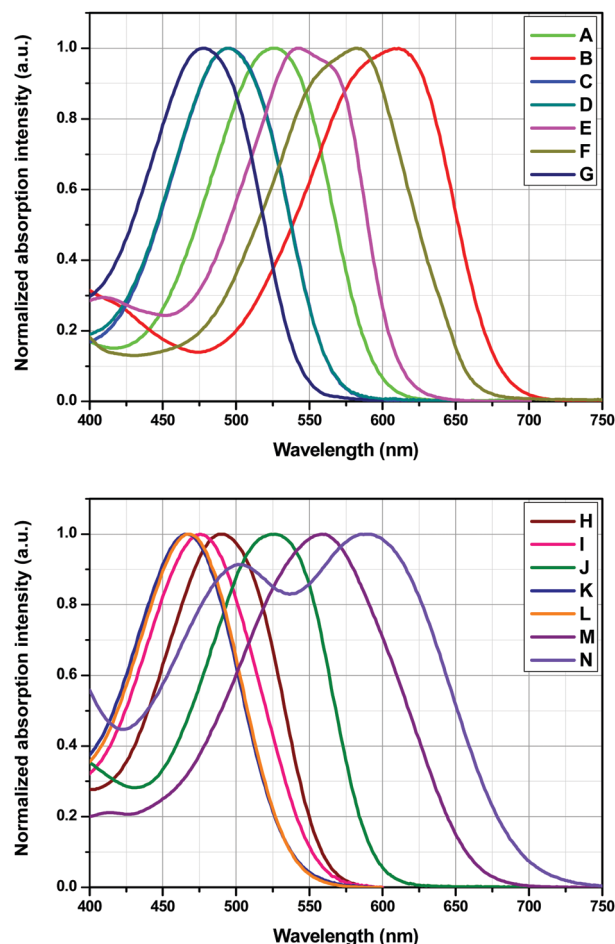 Normalized absorption intensity (a.u.)
1.0
0.8
0.6
0.4
0.2
0.0
400 450 500 550 600 650 700 750
Wavelength (nm)
A
B
C
D
E
F
G
Normalized absorption intensity (a.u.)
1.0
0.8
0.6
0.4
0.2
0.0
400 450 500 550 600 650 700 750
Wavelength (nm)
H
I
J
K
L
M
N